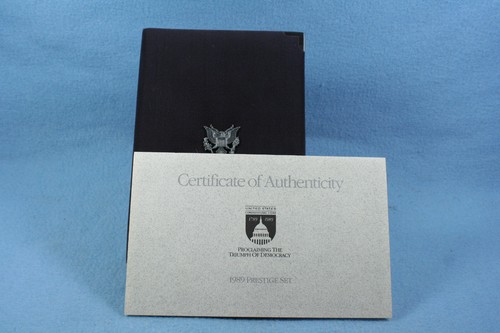 Certificate of Authenticity
UNITED STATES
1789 1989
PROCLAIMING THE
TRIUMPH OF DEMOCRACY
1989 PRESTIGE SET